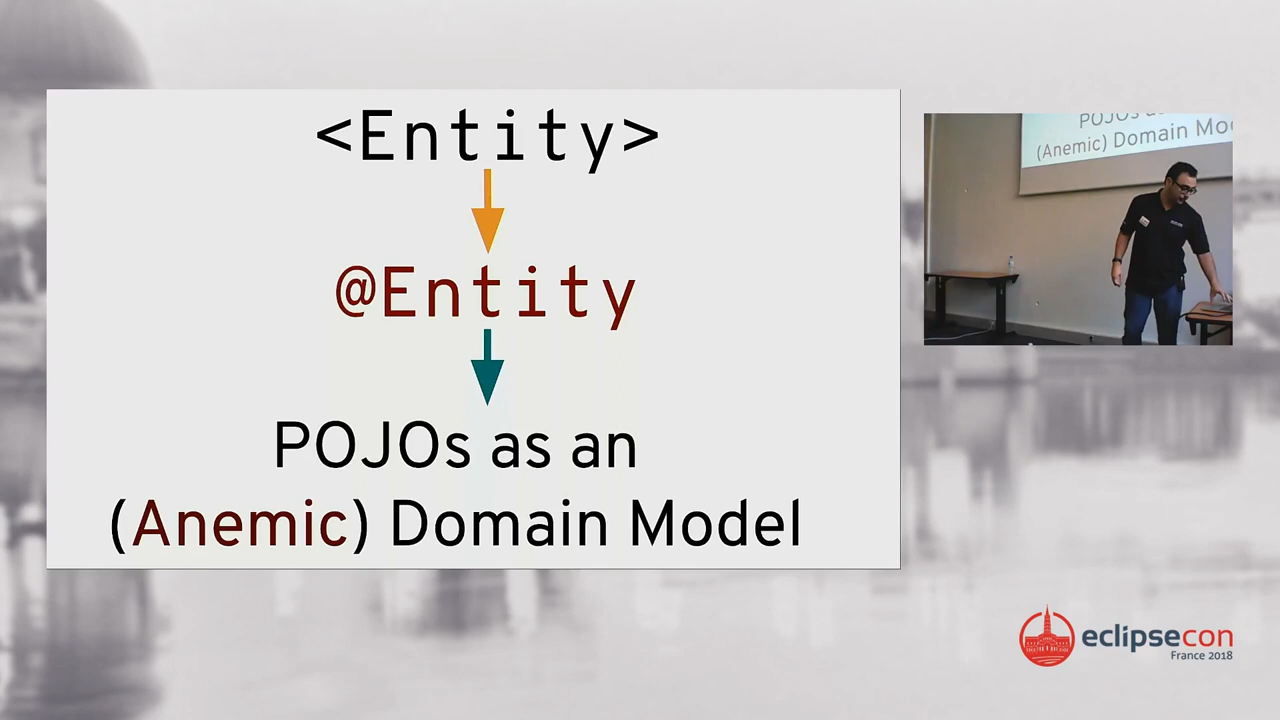 <Entity>
@Entity
POJOs as an
(Anemic) Domain Model
(Anemic) Domain Mo
eclipsecon
France 2018